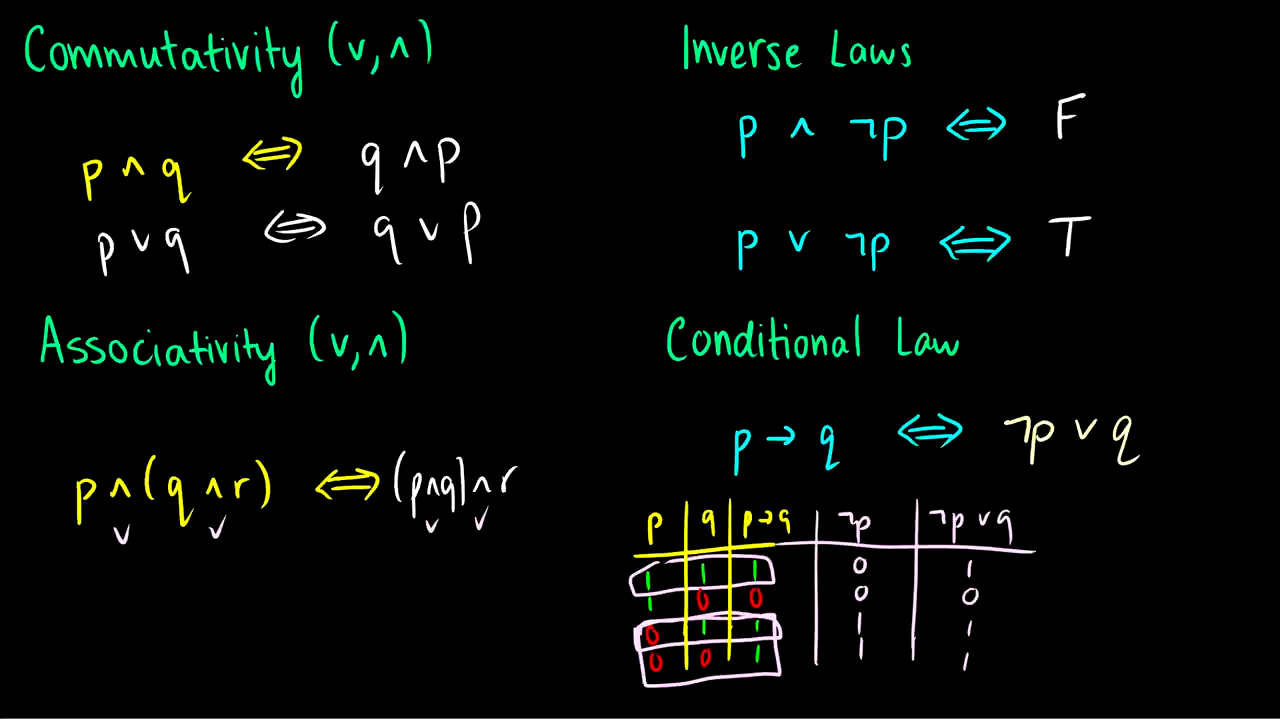 Commutativity (∨,∧)
p ∧ q ⇔ q ∧ p
p ∨ q ⇔ q ∨ p
Associativity (∨,∧)
p ∧ (q ∧ r) ⇔ (p∧q) ∧ r
∨ ∨ ∨ ∨
Inverse Laws
p ∧ ¬p ⇔ F
p ∨ ¬p ⇔ T
Conditional Law
p → q ⇔ ¬p ∨ q
p q p→q ¬p ¬p ∨ q
1 1 1 0 1
1 0 0 0 0
0 1 1 1 1
0 0 1 1 1